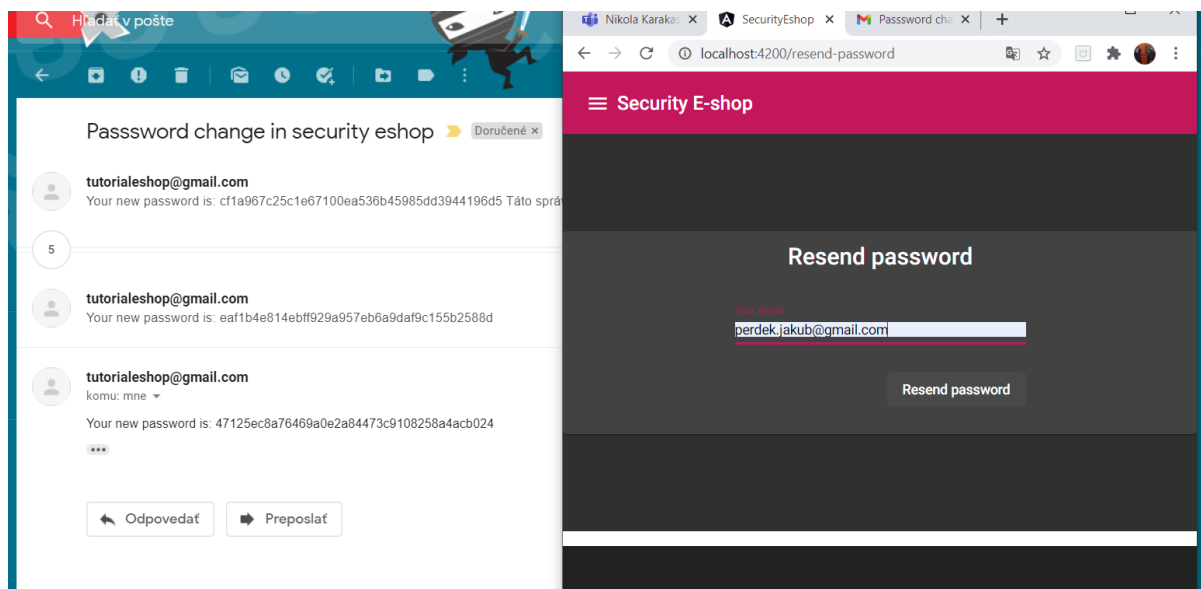 Hľadať v pošte
Passsword change in security eshop
Doručené ×
tutorialeshop@gmail.com
Your new password is: cf1a967c25c1e67100ea536b45985dd3944196d5 Táto sprá
5
tutorialeshop@gmail.com
Your new password is: eaf1b4e814ebff929a957eb6a9daf9c155b2588d
tutorialeshop@gmail.com
komu: mne
Your new password is: 47125ec8a76469a0e2a84473c9108258a4acb024
Odpovedať
Preposlať
Nikola Karakas
SecurityEshop
Passsword cha
localhost:4200/resend-password
Security E-shop
Resend password
Your email
perdek.jakub@gmail.com
Resend password